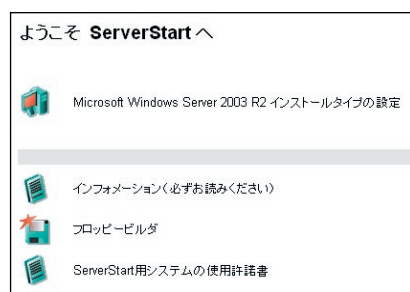 ようこそ ServerStart へ
Microsoft Windows Server 2003 R2 インストールタイプの設定
インフォメーション(必ずお読みください)
フロッピービルダ
ServerStart用システムの使用許諾書